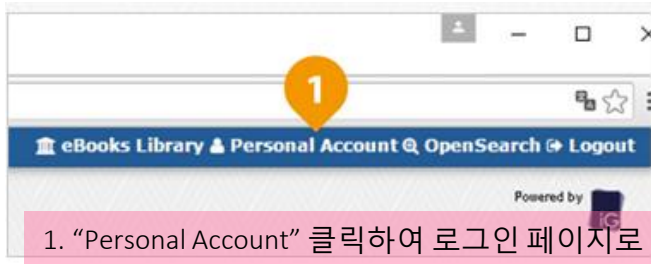 1
eBooks Library Personal Account OpenSearch Logout
Powered by
iG
1. “Personal Account” 클릭하여 로그인 페이지로